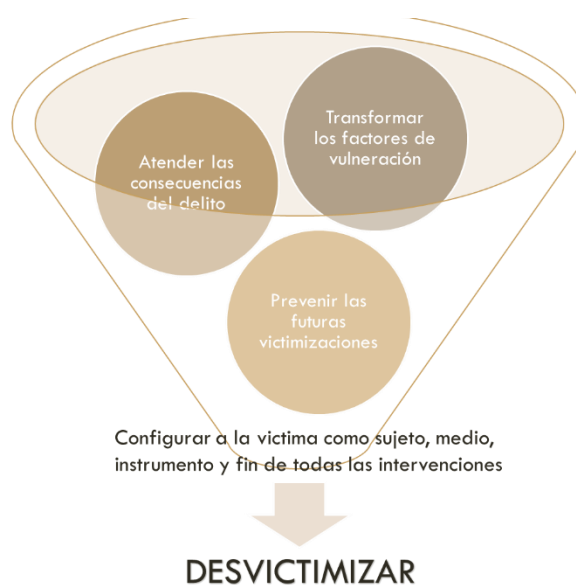 Transformar
los factores de
vulneración
Atender las
consecuencias
del delito
Prevenir las
futuras
victimizaciones
Configurar a la victima como sujeto, medio,
instrumento y fin de todas las intervenciones
DESVICTIMIZAR